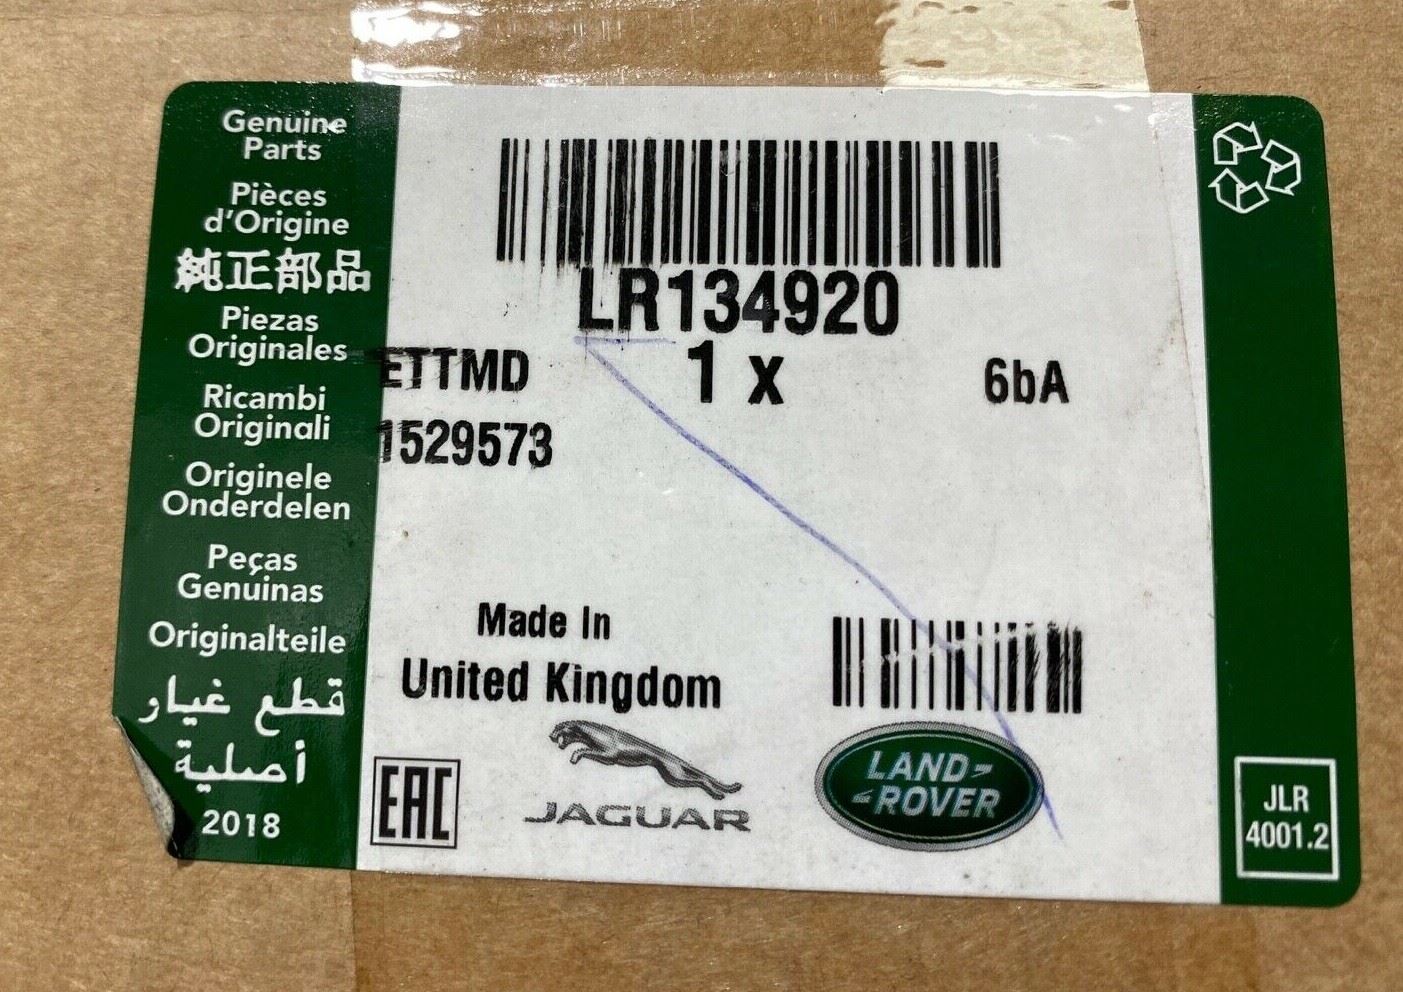 Genuine
Parts
Pièces
d'Origine
純正部品
Piezas
Originales
Ricambi
Originali
Originele
Onderdelen
Peças
Genuinas
Originalteile
قطع غيار
أصلية
2018
LR134920
ETTMD
1 x
6bA
1529573
Made In
United Kingdom
EAC
JAGUAR
LAND-
-ROVER
JLR
4001.2